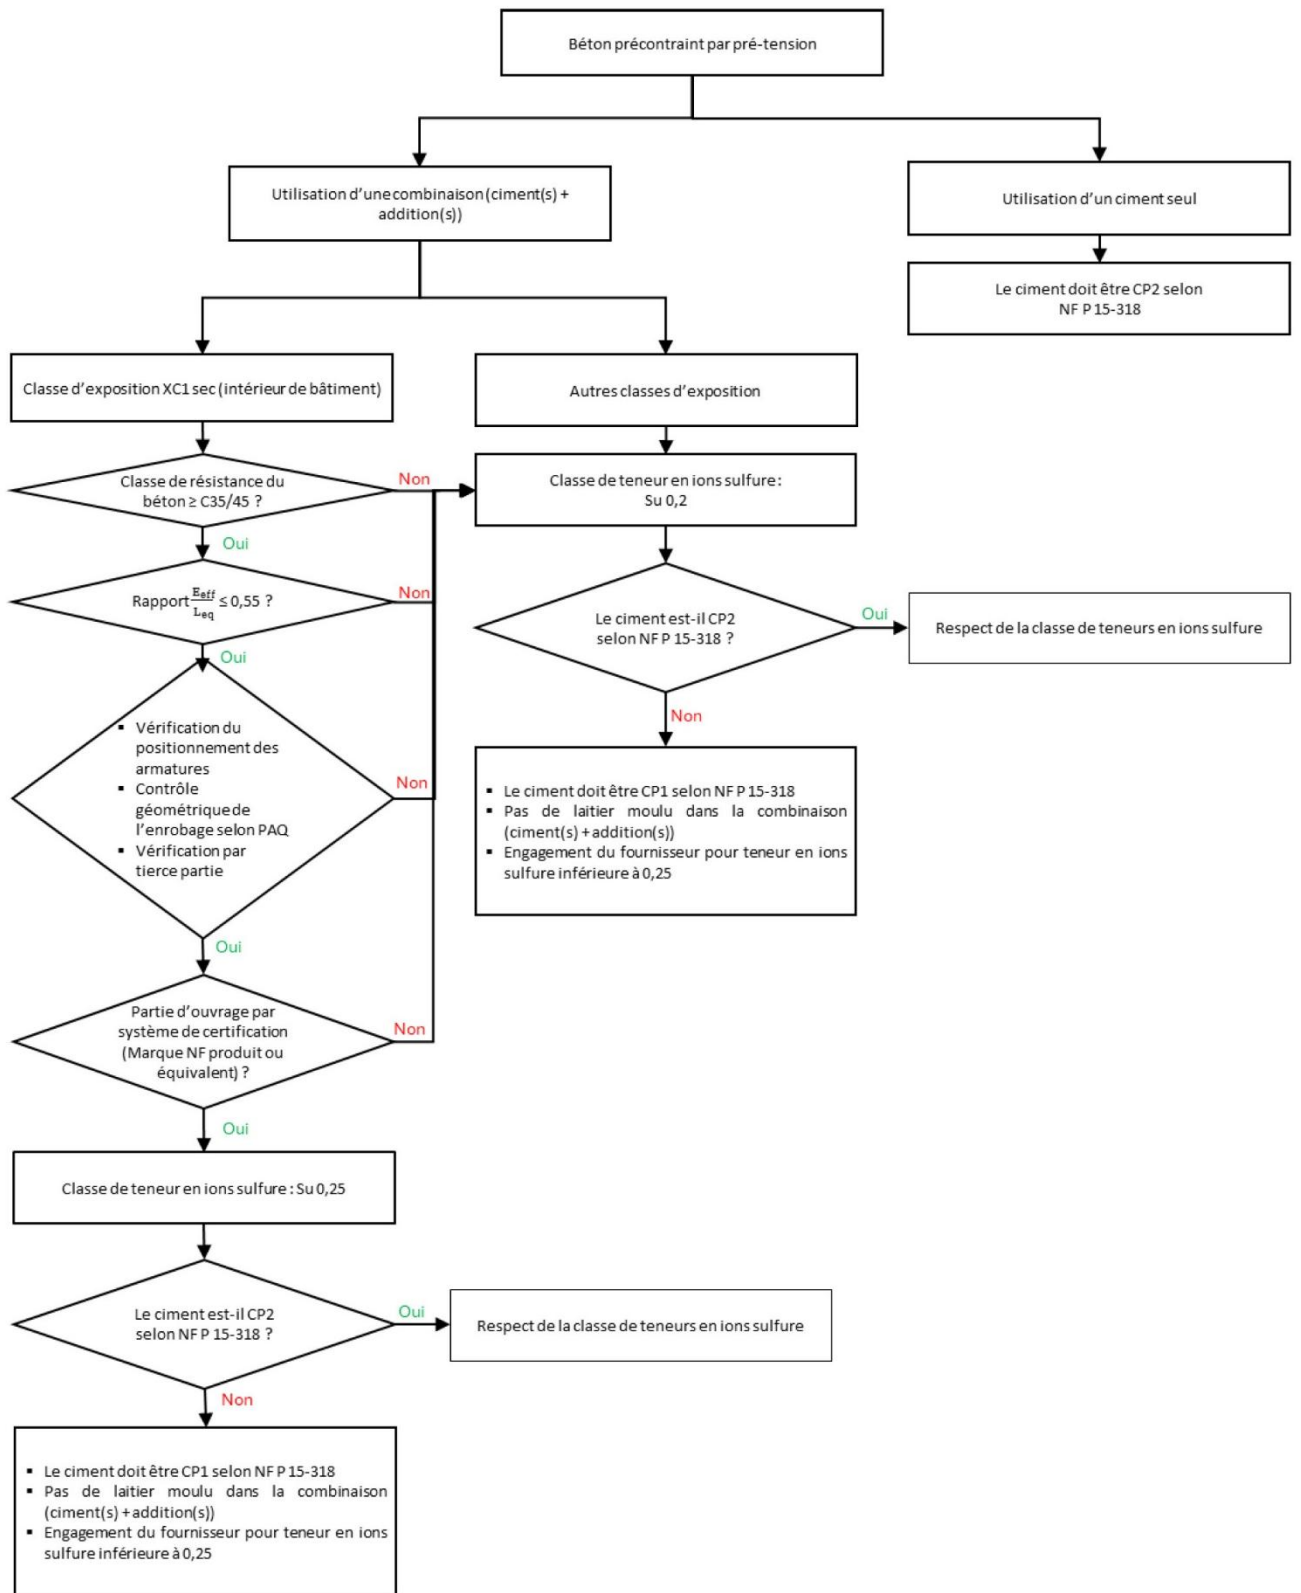 Béton précontraint par pré-tension
Utilisation d'une combinaison (ciment(s) +
addition(s))
Utilisation d'un ciment seul
Le ciment doit être CP2 selon
NF P 15-318
Classe d'exposition XC1 sec (intérieur de bâtiment)
Autres classes d'exposition
Classe de résistance du
béton ≥ C35/45 ?
Non
Oui
Classe de teneur en ions sulfure :
Su 0,2
Rapport E_eff/L_eq ≤ 0,55 ?
Non
Oui
Le ciment est-il CP2
selon NF P 15-318 ?
Oui
Respect de la classe de teneurs en ions sulfure
Non
▪ Vérification du
positionnement des
armatures
▪ Contrôle
géométrique de
l'enrobage selon PAQ
▪ Vérification par
tierce partie
Non
Oui
▪ Le ciment doit être CP1 selon NF P 15-318
▪ Pas de laitier moulu dans la combinaison
(ciment(s) + addition(s))
▪ Engagement du fournisseur pour teneur en ions
sulfure inférieure à 0,25
Partie d'ouvrage par
système de certification
(Marque NF produit ou
équivalent) ?
Non
Oui
Classe de teneur en ions sulfure : Su 0,25
Le ciment est-il CP2
selon NF P 15-318 ?
Oui
Respect de la classe de teneurs en ions sulfure
Non
▪ Le ciment doit être CP1 selon NF P 15-318
▪ Pas de laitier moulu dans la combinaison
(ciment(s) + addition(s))
▪ Engagement du fournisseur pour teneur en ions
sulfure inférieure à 0,25